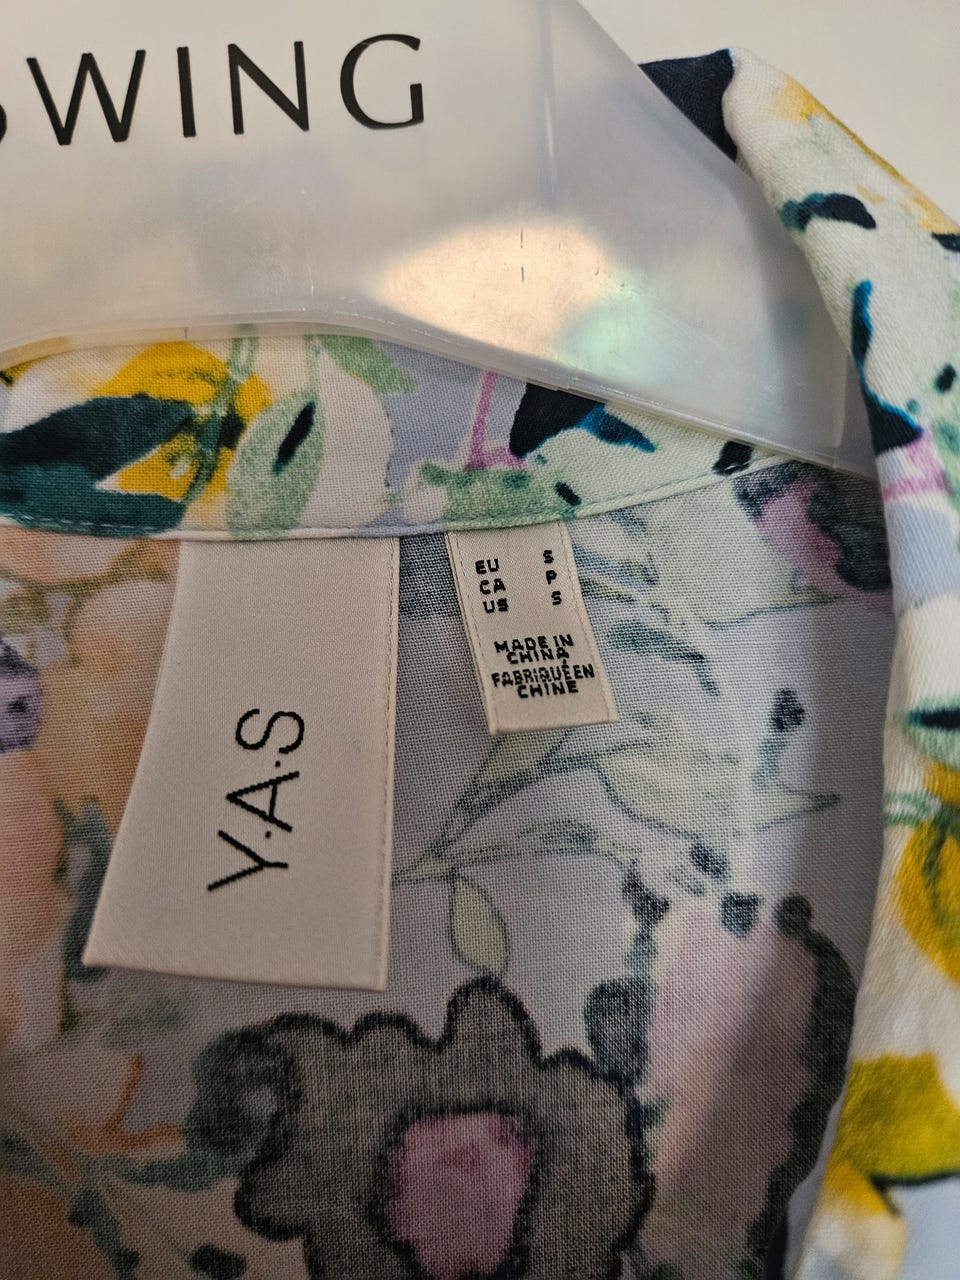 SWING
Y.A.S
EU S
CA P
US S
MADE IN
CHINA
FABRIQUÉ EN
CHINE